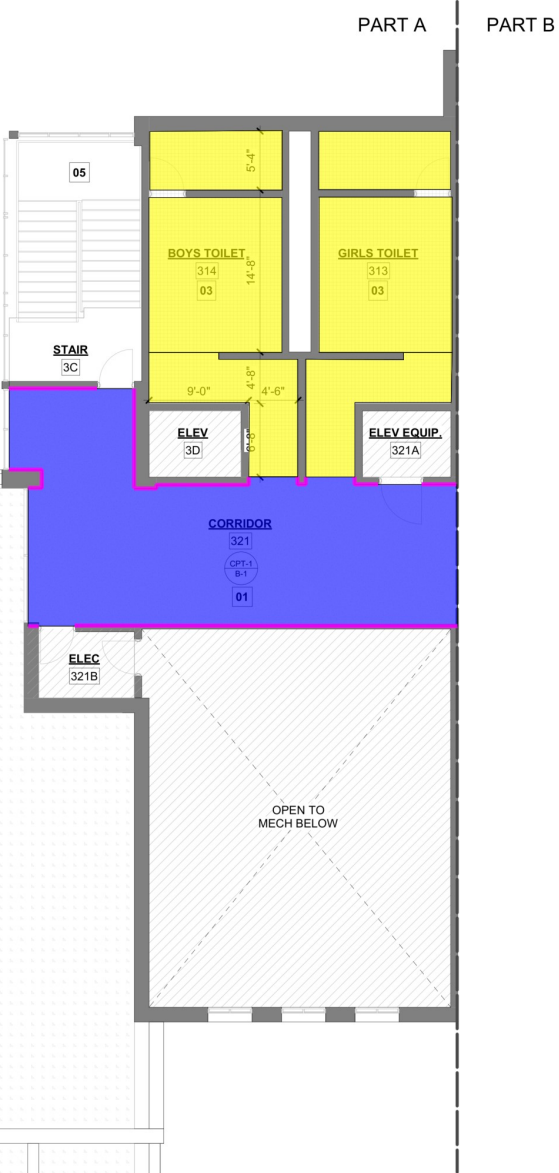 PART A
PART B
05
5'-4"
BOYS TOILET
314
03
14'-8"
GIRLS TOILET
313
03
STAIR
3C
9'-0"
4'-8"
4'-6"
ELEV
3D
6'-8"
ELEV EQUIP.
321A
CORRIDOR
321
CPT-1
B-1
01
ELEC
321B
OPEN TO
MECH BELOW